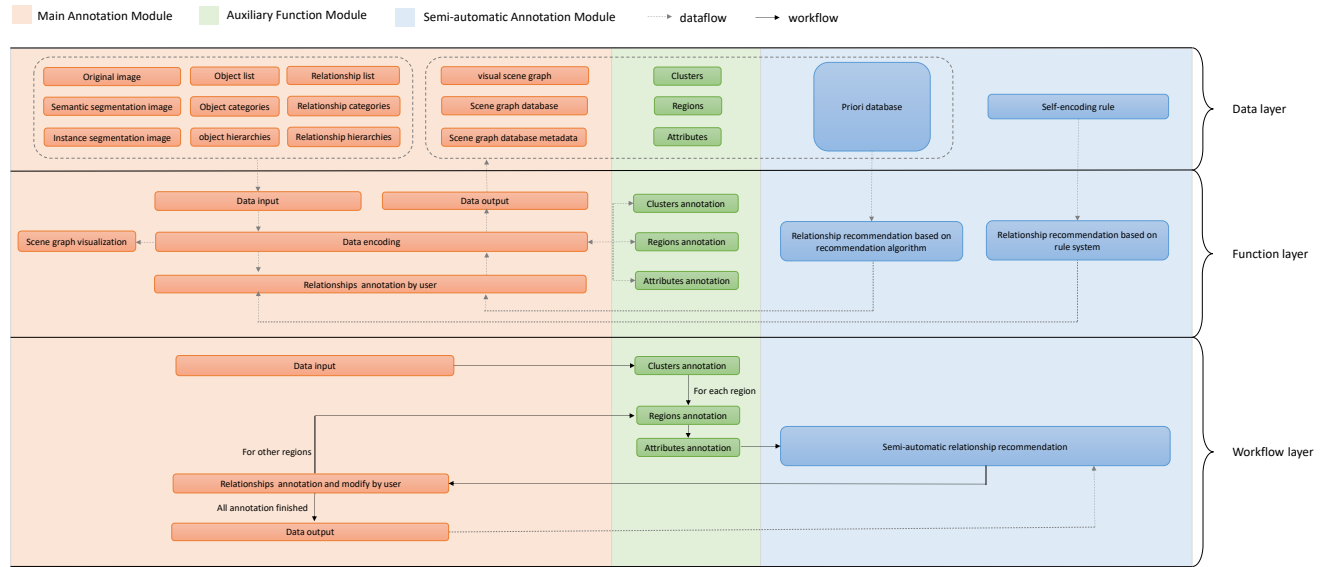 Main Annotation Module
Auxiliary Function Module
Semi-automatic Annotation Module
dataflow
workflow
Original image
Object list
Relationship list
visual scene graph
Clusters
Semantic segmentation image
Object categories
Relationship categories
Scene graph database
Regions
Priori database
Self-encoding rule
Data layer
Instance segmentation image
object hierarchies
Relationship hierarchies
Scene graph database metadata
Attributes
Data input
Data output
Clusters annotation
Scene graph visualization
Data encoding
Regions annotation
Relationship recommendation based on
recommendation algorithm
Relationship recommendation based on
rule system
Function layer
Relationships annotation by user
Attributes annotation
Data input
Clusters annotation
For each region
Regions annotation
For other regions
Attributes annotation
Semi-automatic relationship recommendation
Workflow layer
Relationships annotation and modify by user
All annotation finished
Data output